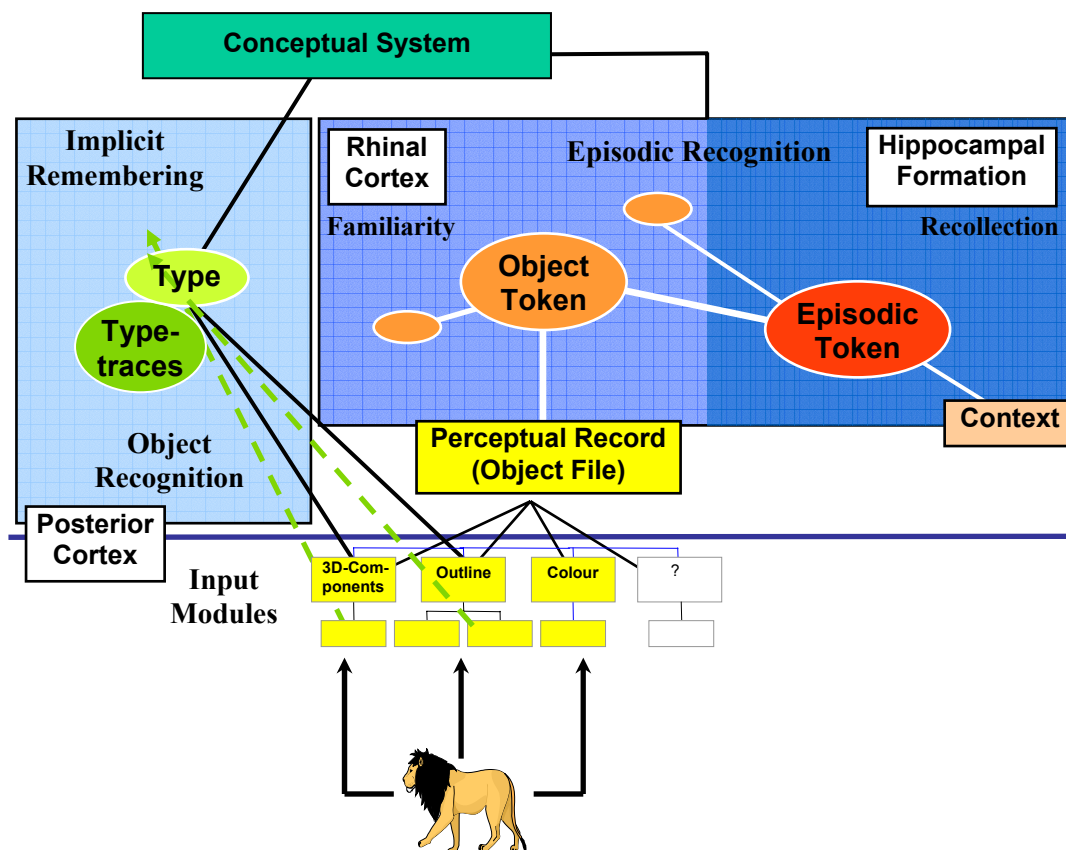 Conceptual System
Implicit
Remembering
Rhinal
Cortex
Episodic Recognition
Hippocampal
Formation
Familiarity
Recollection
Type
Object
Token
Type-
traces
Episodic
Token
Context
Perceptual Record
(Object File)
Object
Recognition
Posterior
Cortex
Input
Modules
3D-Com-
ponents
Outline
Colour
?